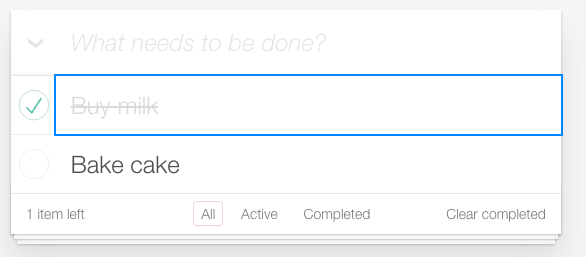 What needs to be done?
Buy milk
Bake cake
1 item left All Active Completed Clear completed